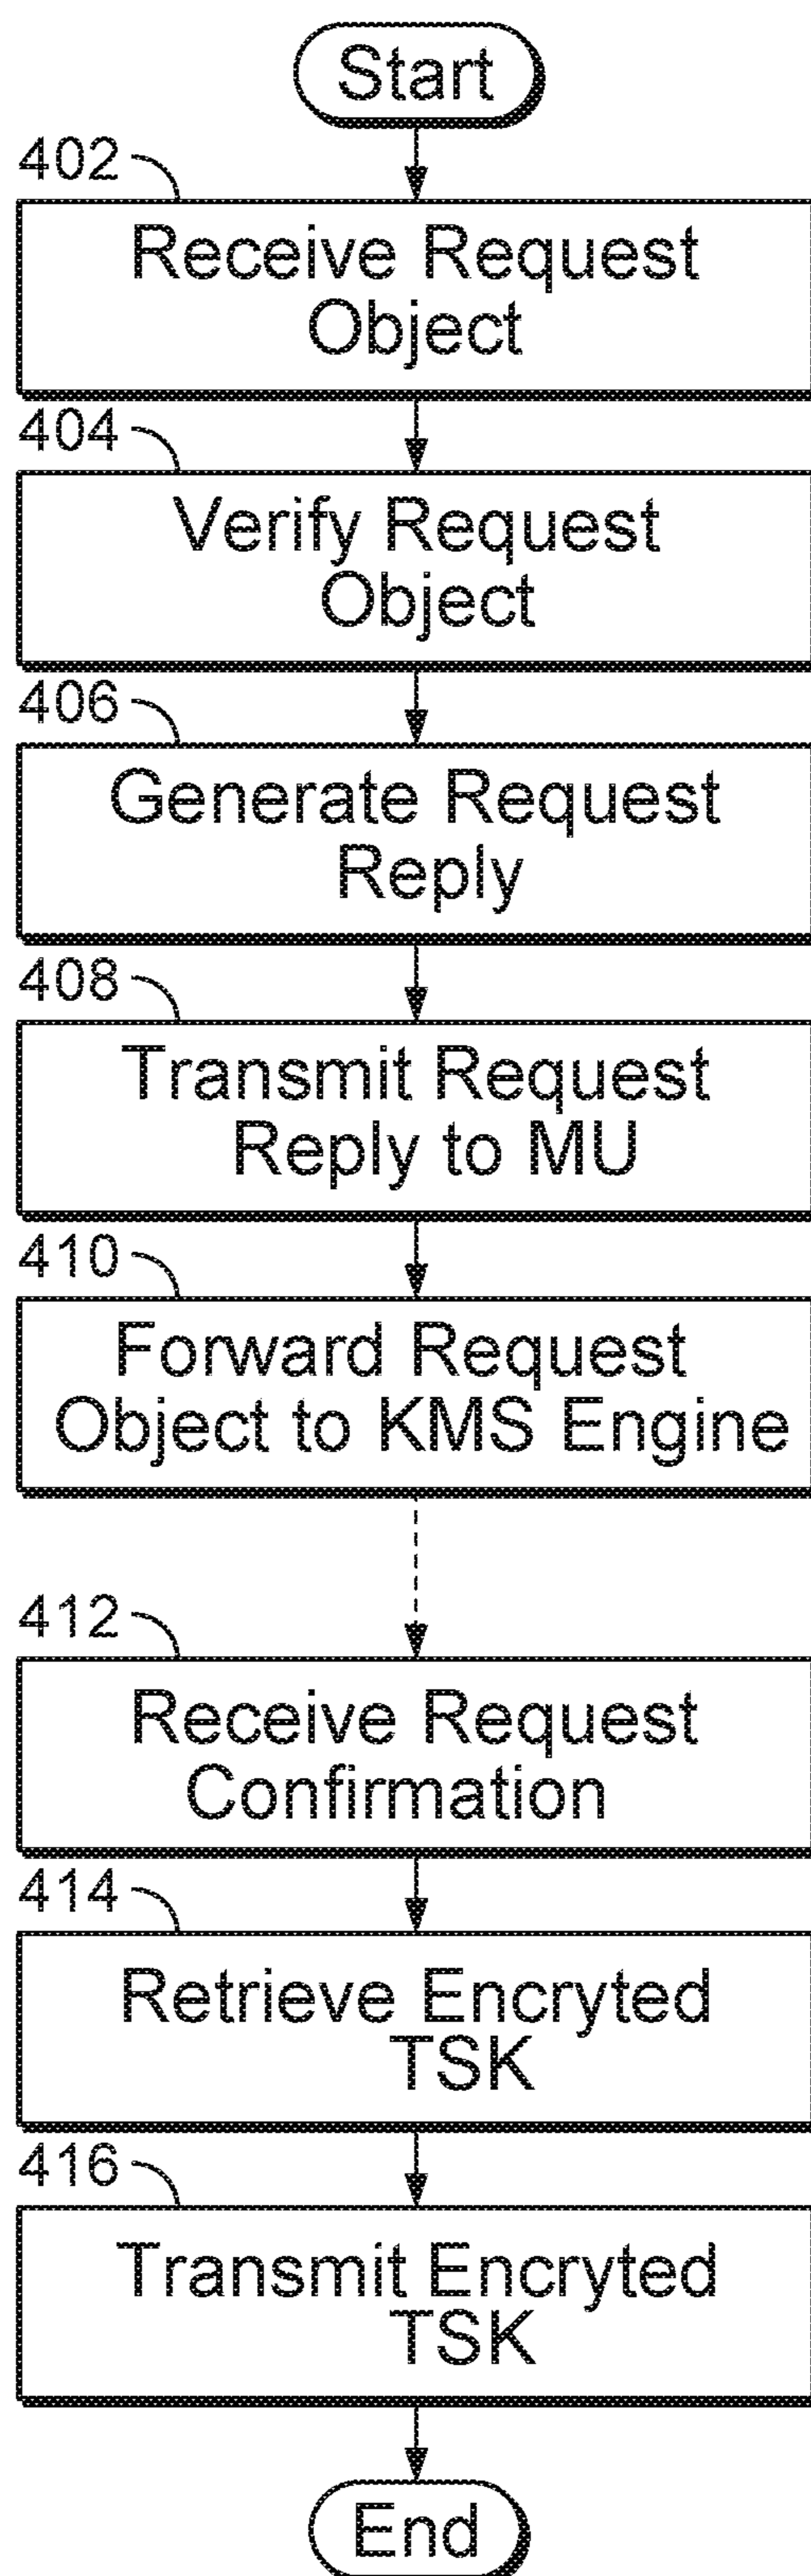 Start
402
Receive Request
Object
404
Verify Request
Object
406
Generate Request
Reply
408
Transmit Request
Reply to MU
410
Forward Request
Object to KMS Engine
412
Receive Request
Confirmation
414
Retrieve Encryted
TSK
416
Transmit Encryted
TSK
End